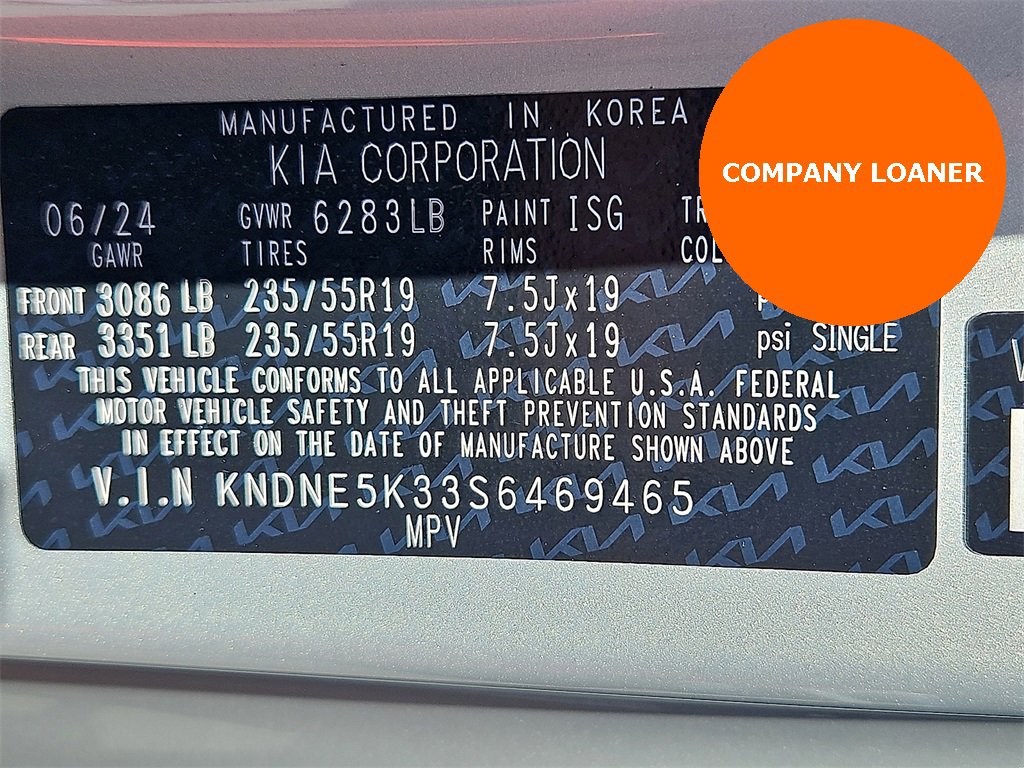 MANUFACTURED IN KOREA
KIA CORPORATION
06/24 GVWR 6283LB PAINT ISG
GAWR TIRES RIMS
FRONT 3086 LB 235/55R19 7.5Jx19
REAR 3351 LB 235/55R19 7.5Jx19 psi SINGLE
THIS VEHICLE CONFORMS TO ALL APPLICABLE U.S.A. FEDERAL
MOTOR VEHICLE SAFETY AND THEFT PREVENTION STANDARDS
IN EFFECT ON THE DATE OF MANUFACTURE SHOWN ABOVE
V.I.N KNDNE5K33S6469465
MPV
COMPANY LOANER